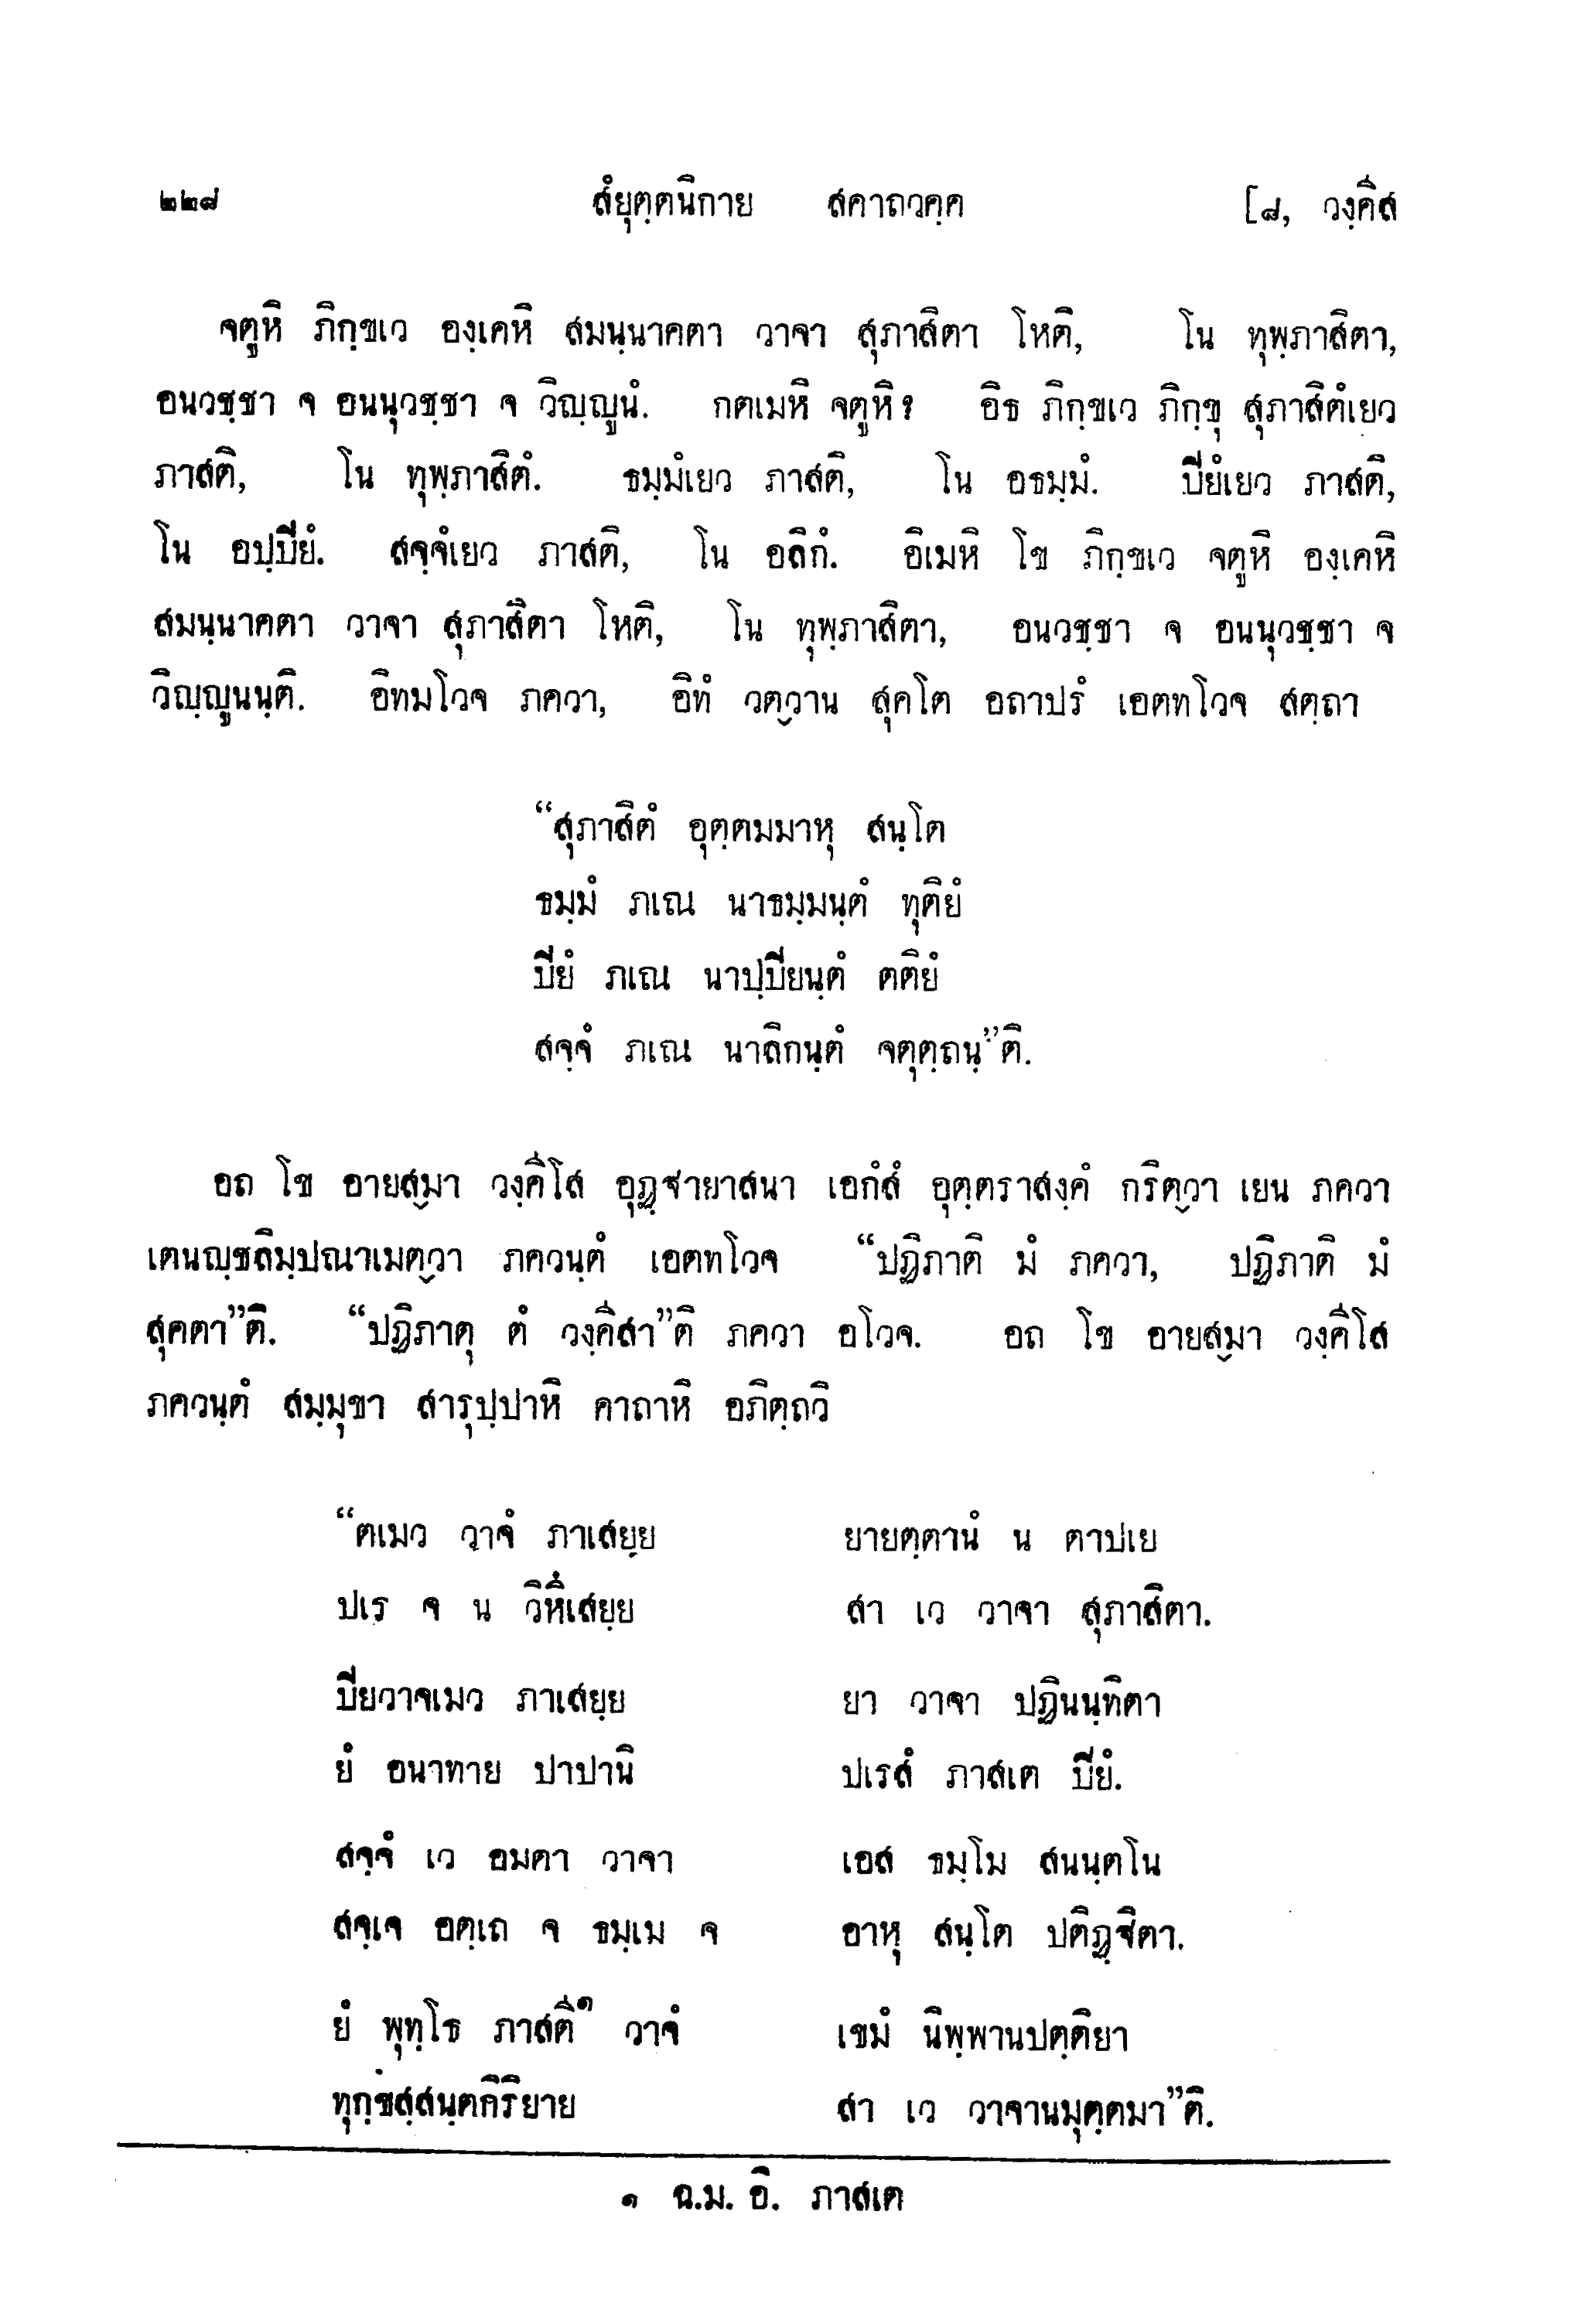 ๒๒๘ สํยุตฺตนิกาย สคาถวคฺค [๘, วงฺคีส
จตูหิ ภิกฺขเว องฺเคหิ สมนฺนาคตา วาจา สุภาสิตา โหติ, โน ทุพฺภาสิตา,
อนวชฺชา จ อนนุวชฺชา จ วิญฺญูนํ. กตเมหิ จตูหิ? อิธ ภิกฺขเว ภิกฺขุ สุภาสิตํเยว
ภาสติ, โน ทุพฺภาสิตํ. ธมฺมํเยว ภาสติ, โน อธมฺมํ. ปิยํเยว ภาสติ,
โน อปฺปิยํ. สจฺจํเยว ภาสติ, โน อลิกํ. อิเมหิ โข ภิกฺขเว จตูหิ องฺเคหิ
สมนฺนาคตา วาจา สุภาสิตา โหติ, โน ทุพฺภาสิตา, อนวชฺชา จ อนนุวชฺชา จ
วิญฺญูนนฺติ. อิทมโวจ ภควา, อิทํ วตฺวาน สุคโต อถาปรํ เอตทโวจ สตฺถา
“สุภาสิตํ อุตฺตมมาหุ สนฺโต
ธมฺมํ ภเณ นาธมฺมนฺตํ ทุติยํ
ปิยํ ภเณ นาปฺปิยนฺตํ ตติยํ
สจฺจํ ภเณ นาลิกนฺตํ จตุตฺถนฺ”ติ.
อถ โข อายสฺมา วงฺคีโส อุฏฺฐายาสนา เอกํสํ อุตฺตราสงฺคํ กริตฺวา เยน ภควา
เตนญฺชลิมฺปณาเมตฺวา ภควนฺตํ เอตทโวจ “ปฏิภาติ มํ ภควา, ปฏิภาติ มํ
สุคตา”ติ. “ปฏิภาตุ ตํ วงฺคีสา”ติ ภควา อโวจ. อถ โข อายสฺมา วงฺคีโส
ภควนฺตํ สมฺมุขา สารุปฺปาหิ คาถาหิ อภิตฺถวิ
“ตเมว วาจํ ภาเสยฺย ยายตฺตานํ น ตาปเย
ปเร จ น วิหึเสยฺย สา เว วาจา สุภาสิตา.
ปิยวาจเมว ภาเสยฺย ยา วาจา ปฏินนฺทิตา
ยํ อนาทาย ปาปานิ ปเรสํ ภาสเต ปิยํ.
สจฺจํ เว อมตา วาจา เอส ธมฺโม สนนฺตโน
สจฺเจ อตฺเถ จ ธมฺเม จ อาหุ สนฺโต ปติฏฺฐิตา.
ยํ พุทฺโธ ภาสตี๑ วาจํ เขมํ นิพฺพานปตฺติยา
ทุกฺขสฺสนฺตกิริยาย สา เว วาจานมุตฺตมา”ติ.
๑ ฉ.ม. อิ. ภาสเต